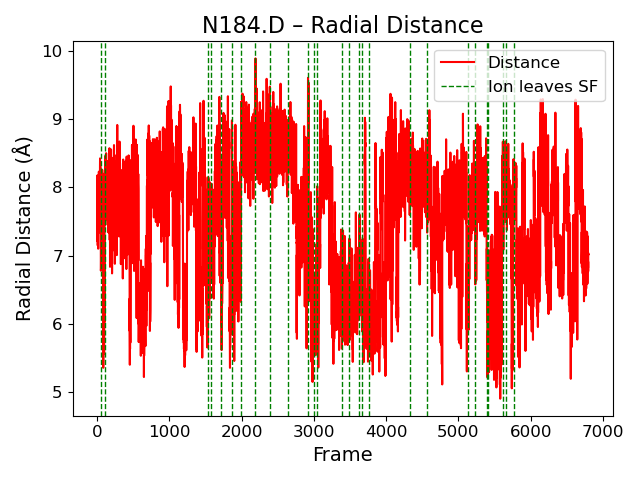 N184.D – Radial Distance
Distance
Ion leaves SF
Radial Distance (Å)
10
9
8
7
6
5
0 1000 2000 3000 4000 5000 6000 7000
Frame